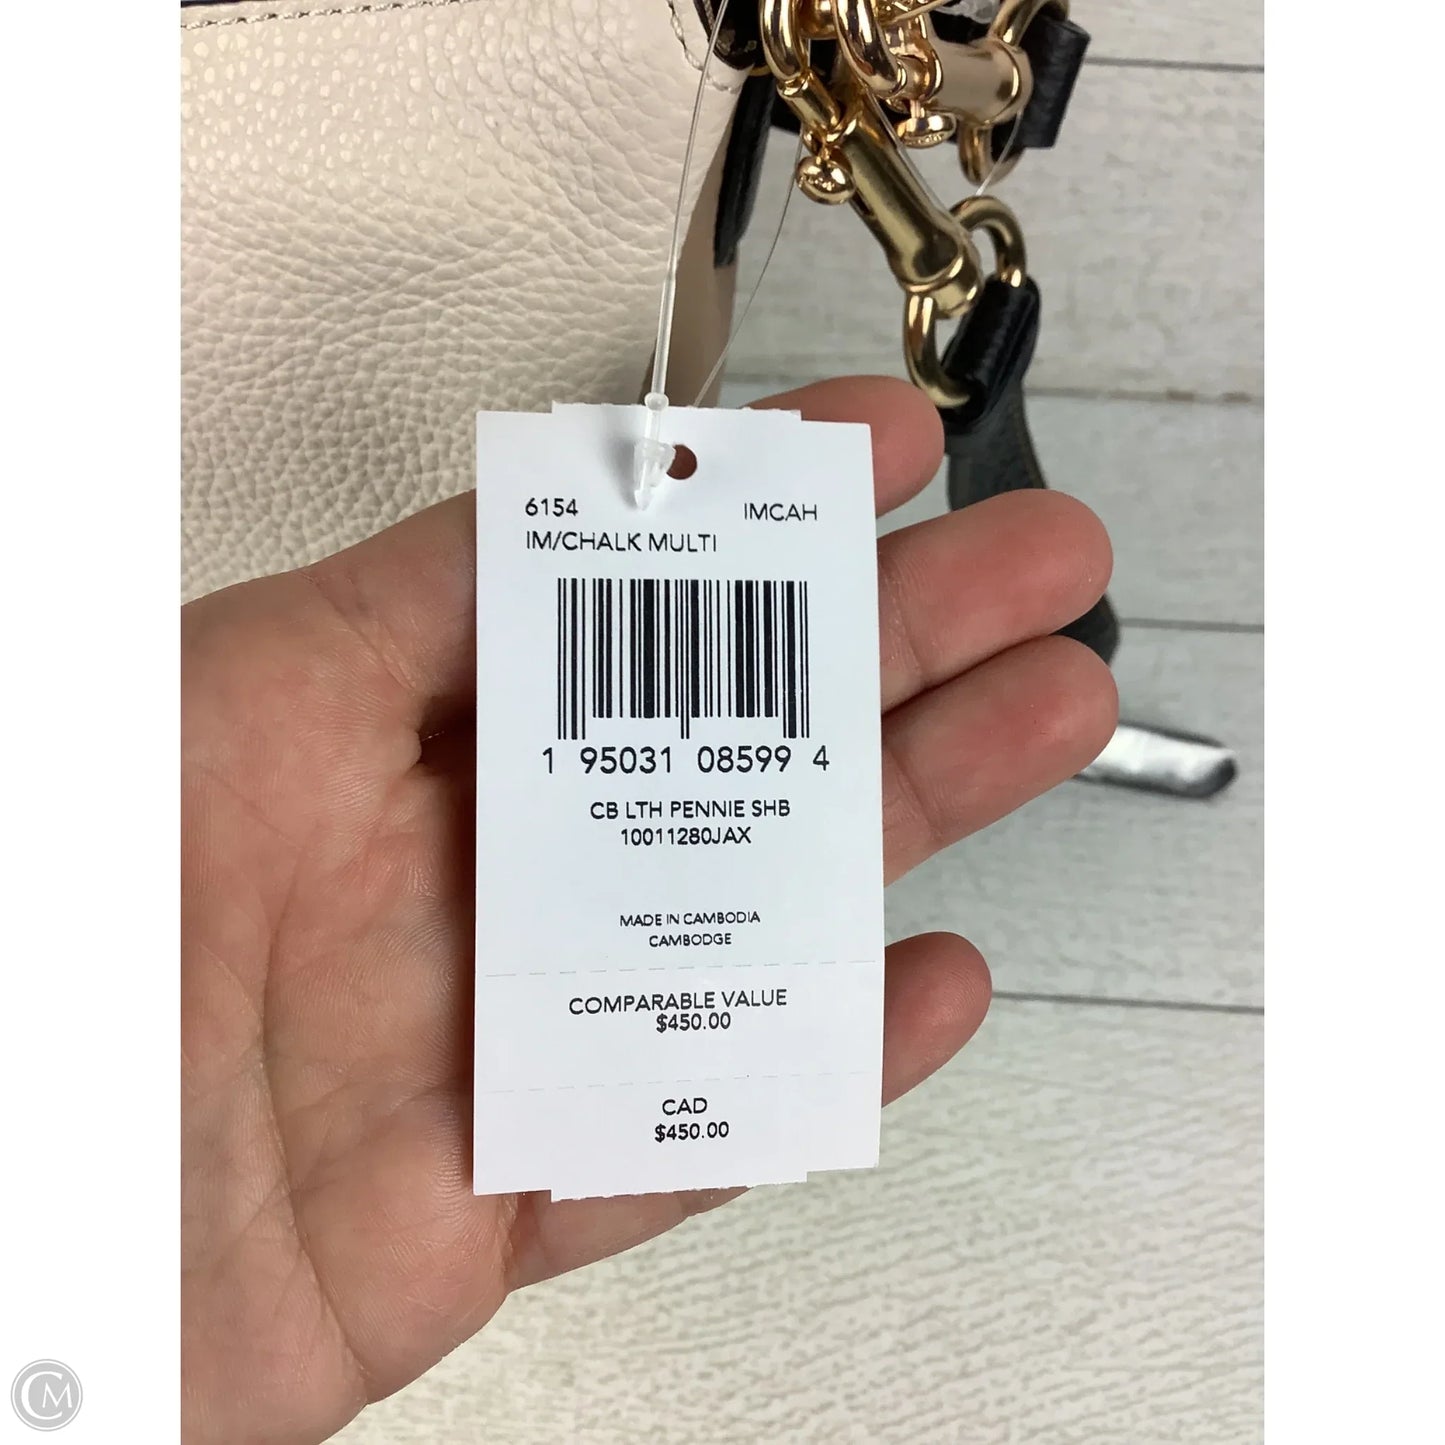 6154 IMCAH
IM/CHALK MULTI
1 95031 08599 4
CB LTH PENNIE SHB
10011280JAX
MADE IN CAMBODIA
CAMBODGE
COMPARABLE VALUE
$450.00
CAD
$450.00
CM